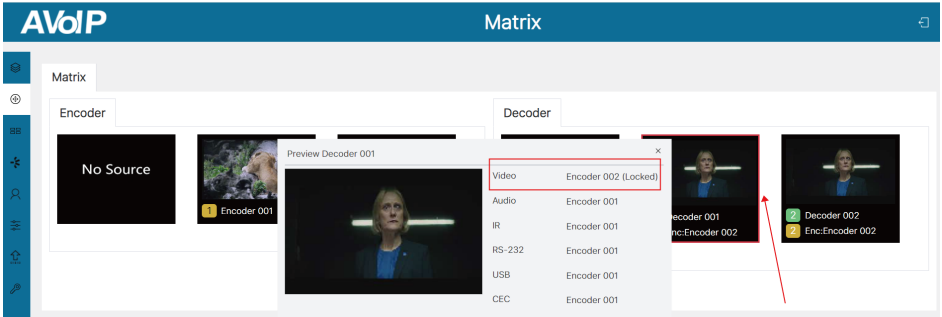 AVoIP
Matrix
Matrix
Encoder
No Source
1 Encoder 001
Decoder
Preview Decoder 001
×
Video Encoder 002 (Locked)
Audio Encoder 001
IR Encoder 001
RS-232 Encoder 001
USB Encoder 001
CEC Encoder 001
ecoder 001
nc:Encoder 002
2 Decoder 002
2 Enc:Encoder 002